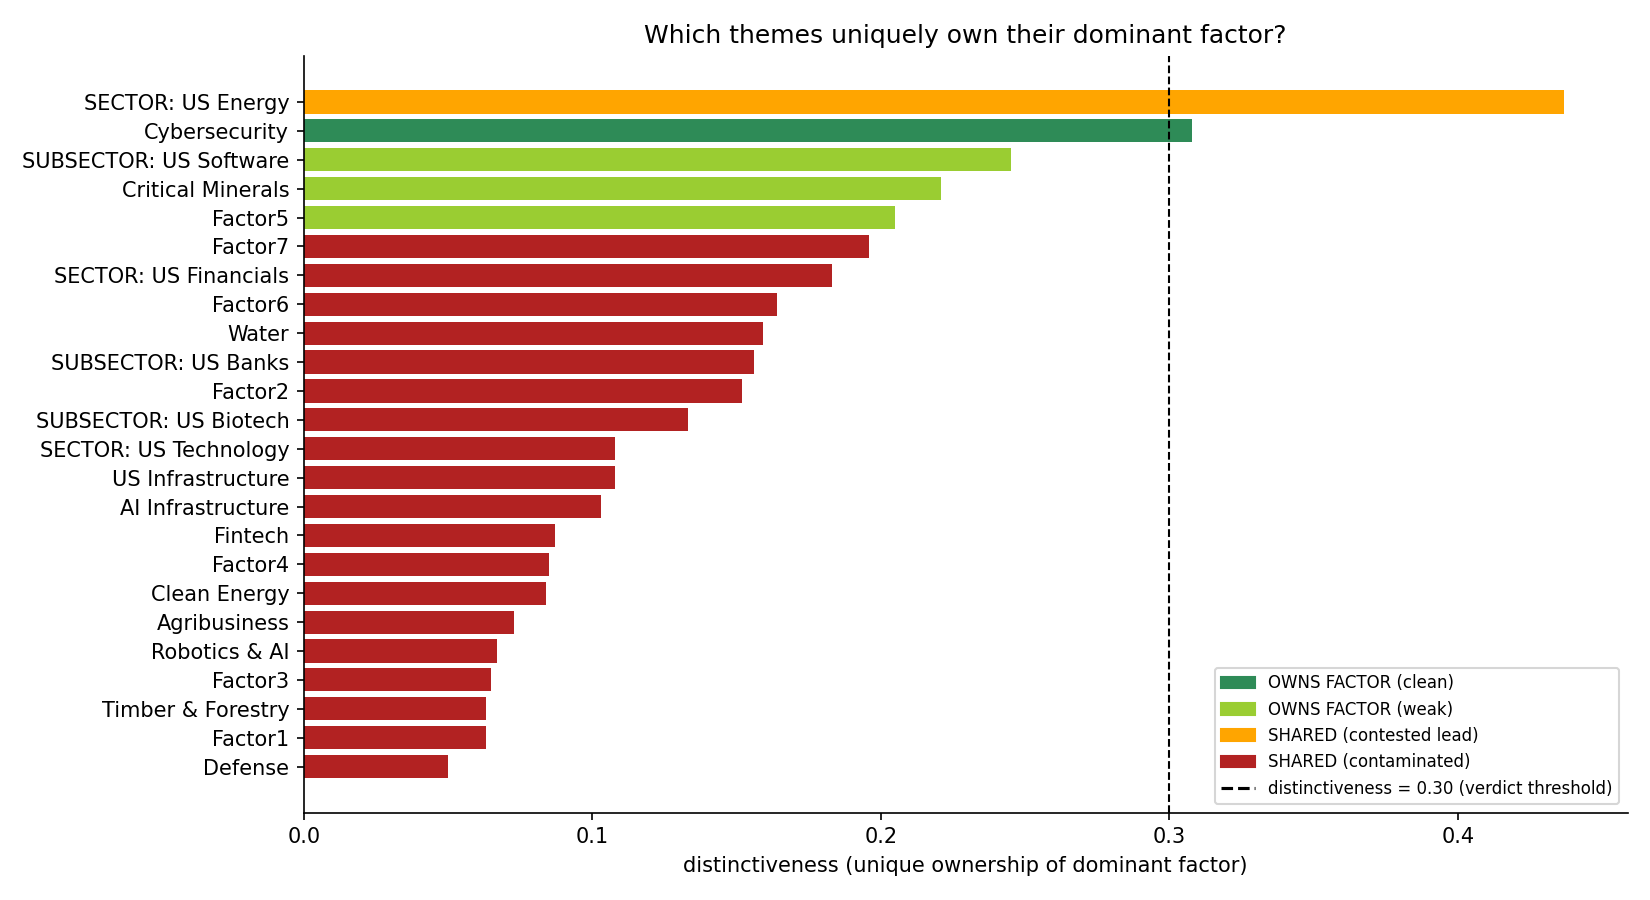 Which themes uniquely own their dominant factor?
SECTOR: US Energy
Cybersecurity
SUBSECTOR: US Software
Critical Minerals
Factor5
Factor7
SECTOR: US Financials
Factor6
Water
SUBSECTOR: US Banks
Factor2
SUBSECTOR: US Biotech
SECTOR: US Technology
US Infrastructure
AI Infrastructure
Fintech
Factor4
Clean Energy
Agribusiness
Robotics & AI
Factor3
Timber & Forestry
Factor1
Defense
OWNS FACTOR (clean)
OWNS FACTOR (weak)
SHARED (contested lead)
SHARED (contaminated)
distinctiveness = 0.30 (verdict threshold)
0.0 0.1 0.2 0.3 0.4
distinctiveness (unique ownership of dominant factor)